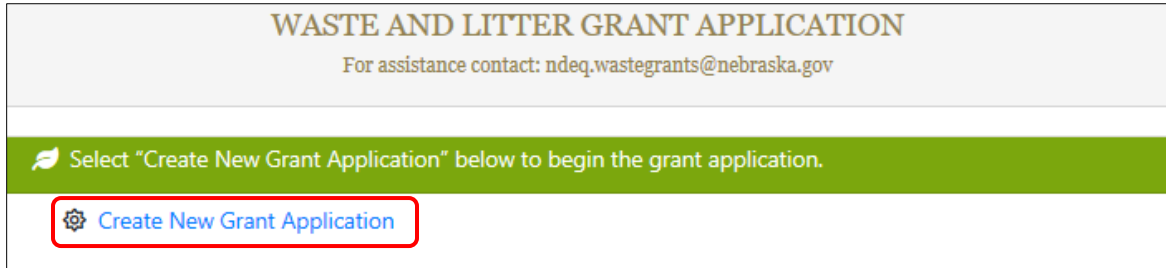 WASTE AND LITTER GRANT APPLICATION
For assistance contact: ndeq.wastegrants@nebraska.gov
Select “Create New Grant Application” below to begin the grant application.
Create New Grant Application